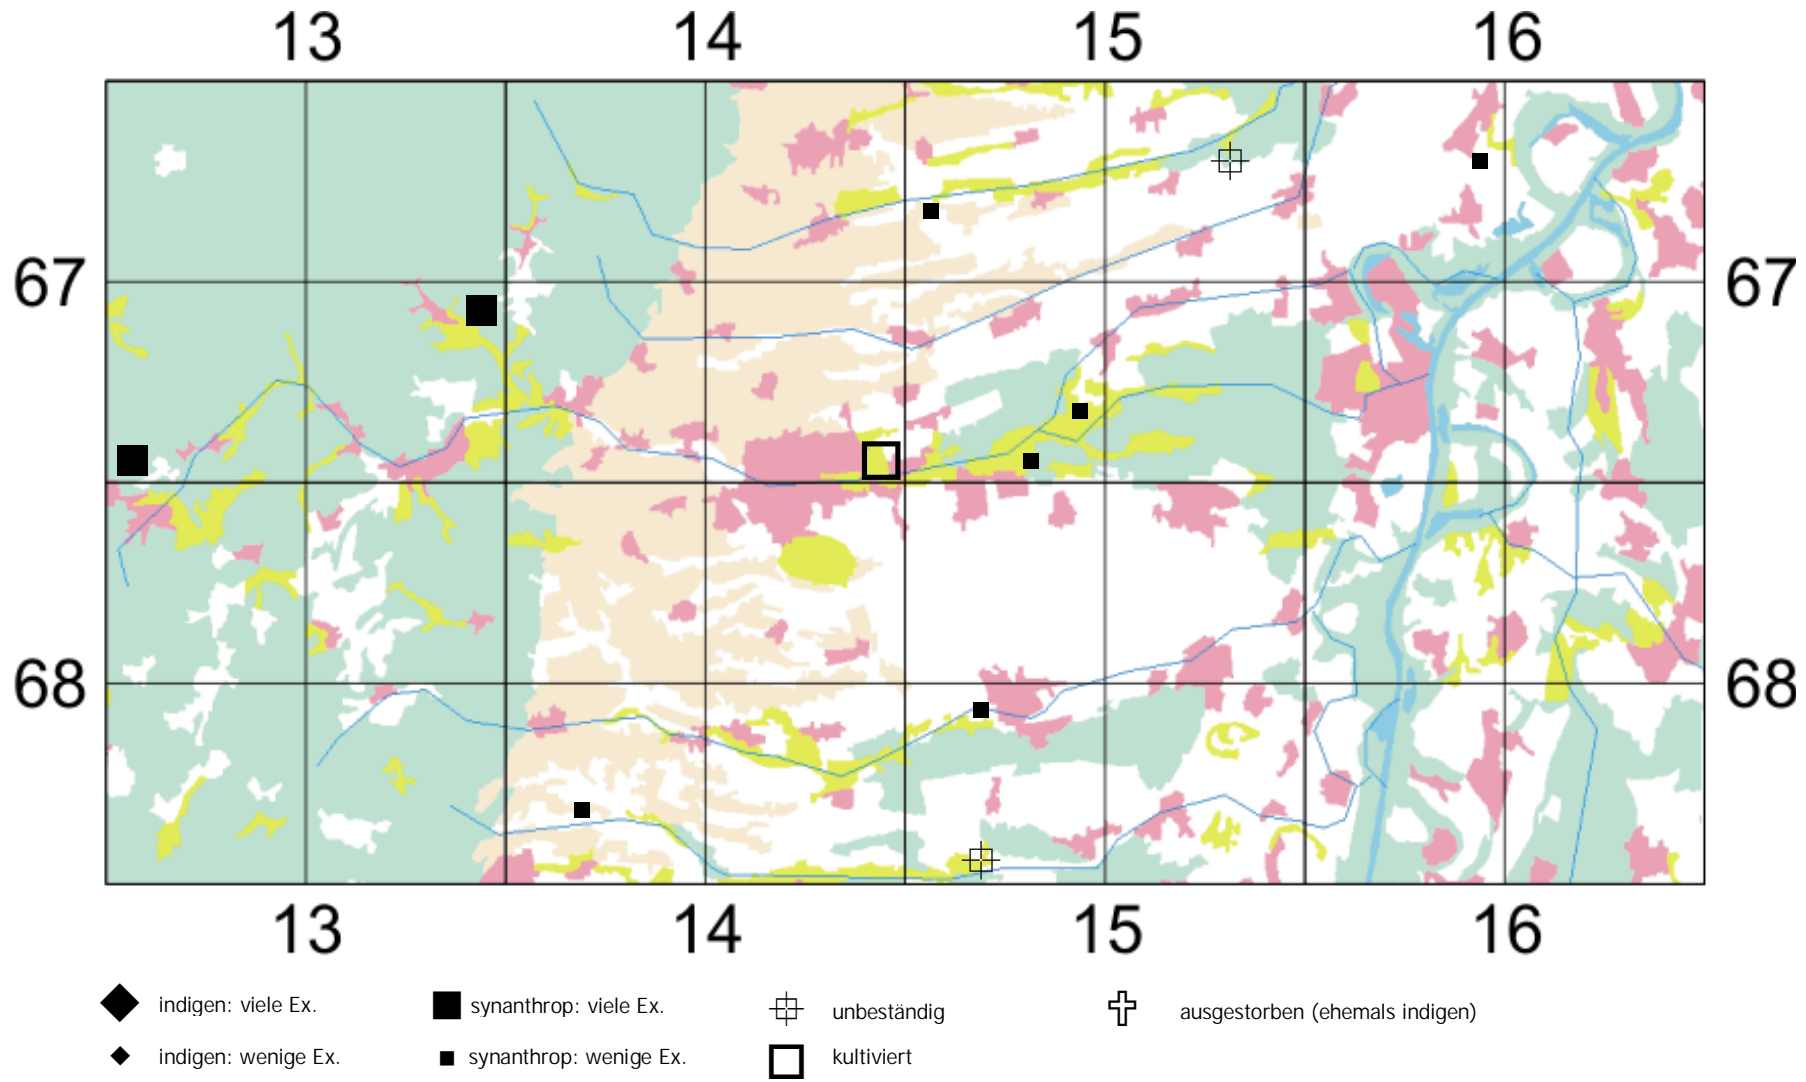 13 14 15 16
67 67
68 68
13 14 15 16
indigen: viele Ex. synanthrop: viele Ex. unbeständig ausgestorben (ehemals indigen)
indigen: wenige Ex. synanthrop: wenige Ex. kultiviert